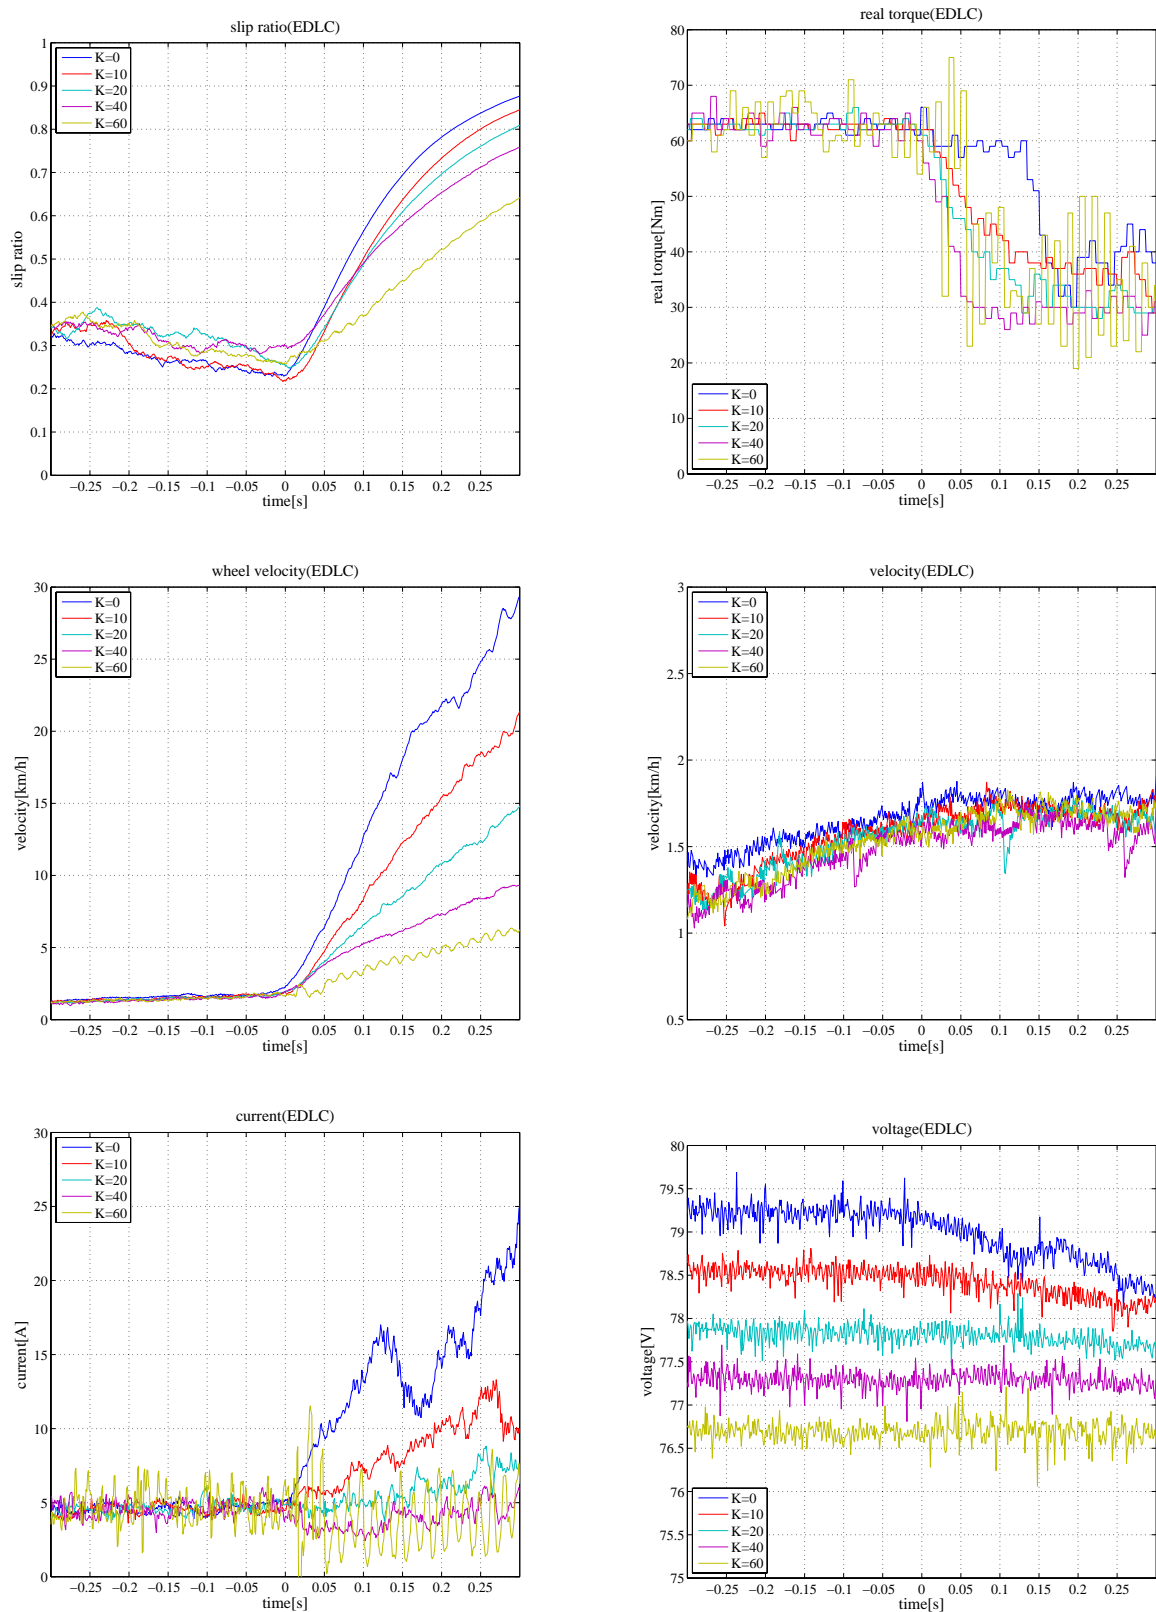 slip ratio(EDLC)
1
0.9
0.8
0.7
0.6
0.5
0.4
0.3
0.2
0.1
0
slip ratio
K=0
K=10
K=20
K=40
K=60
−0.25 −0.2 −0.15 −0.1 −0.05 0 0.05 0.1 0.15 0.2 0.25
time[s]
real torque(EDLC)
80
70
60
50
40
30
20
10
0
real torque[Nm]
K=0
K=10
K=20
K=40
K=60
−0.25 −0.2 −0.15 −0.1 −0.05 0 0.05 0.1 0.15 0.2 0.25
time[s]
wheel velocity(EDLC)
30
25
20
15
10
5
0
velocity[km/h]
K=0
K=10
K=20
K=40
K=60
−0.25 −0.2 −0.15 −0.1 −0.05 0 0.05 0.1 0.15 0.2 0.25
time[s]
velocity(EDLC)
3
2.5
2
1.5
1
0.5
velocity[km/h]
K=0
K=10
K=20
K=40
K=60
−0.25 −0.2 −0.15 −0.1 −0.05 0 0.05 0.1 0.15 0.2 0.25
time[s]
current(EDLC)
30
25
20
15
10
5
0
current[A]
K=0
K=10
K=20
K=40
K=60
−0.25 −0.2 −0.15 −0.1 −0.05 0 0.05 0.1 0.15 0.2 0.25
time[s]
voltage(EDLC)
80
79.5
79
78.5
78
77.5
77
76.5
76
75.5
75
voltage[V]
K=0
K=10
K=20
K=40
K=60
−0.25 −0.2 −0.15 −0.1 −0.05 0 0.05 0.1 0.15 0.2 0.25
time[s]